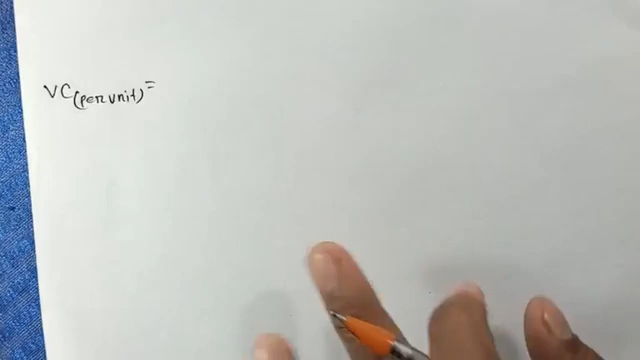 VC(per unit) =